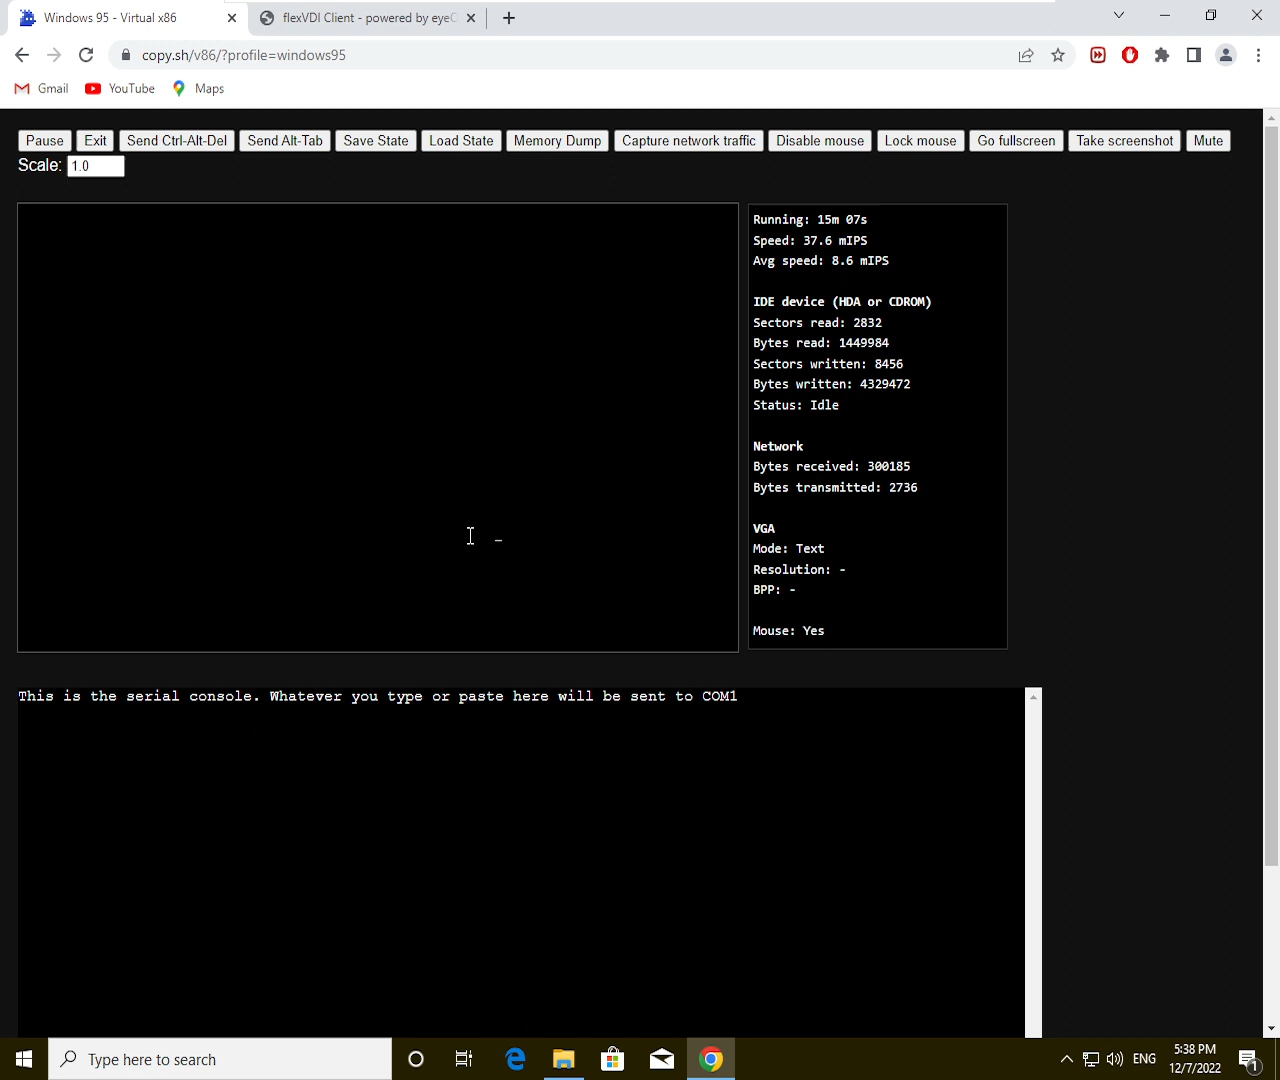 Windows 95 - Virtual x86
flexVDI Client - powered by eye
copy.sh/v86/?profile=windows95
Gmail
YouTube
Maps
Pause
Exit
Send Ctrl-Alt-Del
Send Alt-Tab
Save State
Load State
Memory Dump
Capture network traffic
Disable mouse
Lock mouse
Go fullscreen
Take screenshot
Mute
Scale: 1.0
Running: 15m 07s
Speed: 37.6 mIPS
Avg speed: 8.6 mIPS
IDE device (HDA or CDROM)
Sectors read: 2832
Bytes read: 1449984
Sectors written: 8456
Bytes written: 4329472
Status: Idle
Network
Bytes received: 300185
Bytes transmitted: 2736
VGA
Mode: Text
Resolution: -
BPP: -
Mouse: Yes
_
This is the serial console. Whatever you type or paste here will be sent to COM1
Type here to search
ENG
5:38 PM
12/7/2022
1